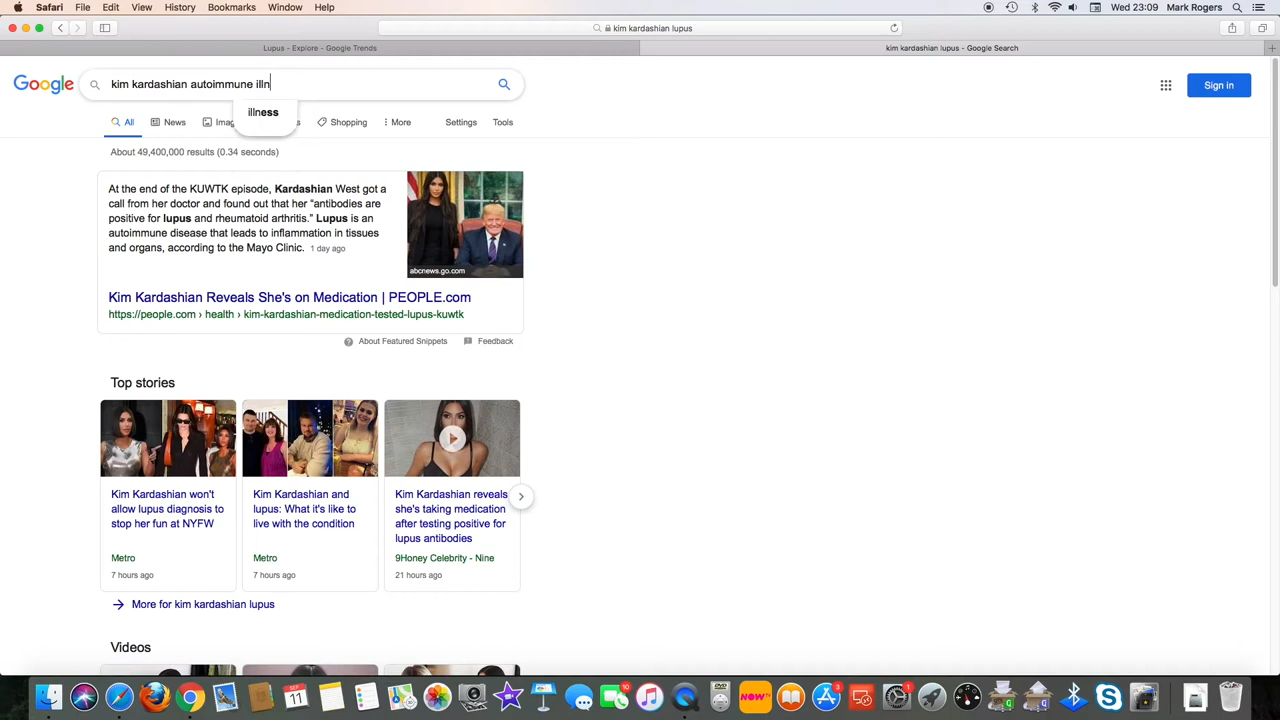 Safari File Edit View History Bookmarks Window Help
Wed 23:09 Mark Rogers
kim kardashian lupus
Lupus - Explore - Google Trends
kim kardashian lupus - Google Search
Google
kim kardashian autoimmune illn
Sign in
illness
All News Imag s Shopping More Settings Tools
About 49,400,000 results (0.34 seconds)
At the end of the KUWTK episode, Kardashian West got a
call from her doctor and found out that her “antibodies are
positive for lupus and rheumatoid arthritis.” Lupus is an
autoimmune disease that leads to inflammation in tissues
and organs, according to the Mayo Clinic. 1 day ago
abcnews.go.com
Kim Kardashian Reveals She's on Medication | PEOPLE.com
https://people.com › health › kim-kardashian-medication-tested-lupus-kuwtk
About Featured Snippets Feedback
Top stories
Kim Kardashian won't
allow lupus diagnosis to
stop her fun at NYFW
Metro
7 hours ago
Kim Kardashian and
lupus: What it's like to
live with the condition
Metro
7 hours ago
Kim Kardashian reveals
she's taking medication
after testing positive for
lupus antibodies
9Honey Celebrity - Nine
21 hours ago
More for kim kardashian lupus
Videos
SEP
11
10
NOW
3
1